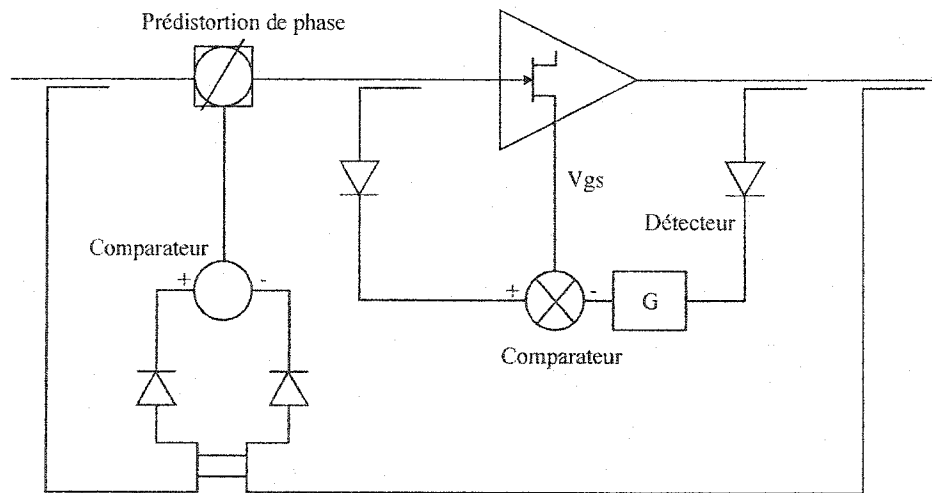 Prédistortion de phase
Vgs
Détecteur
Comparateur
+ -
+ -
G
Comparateur